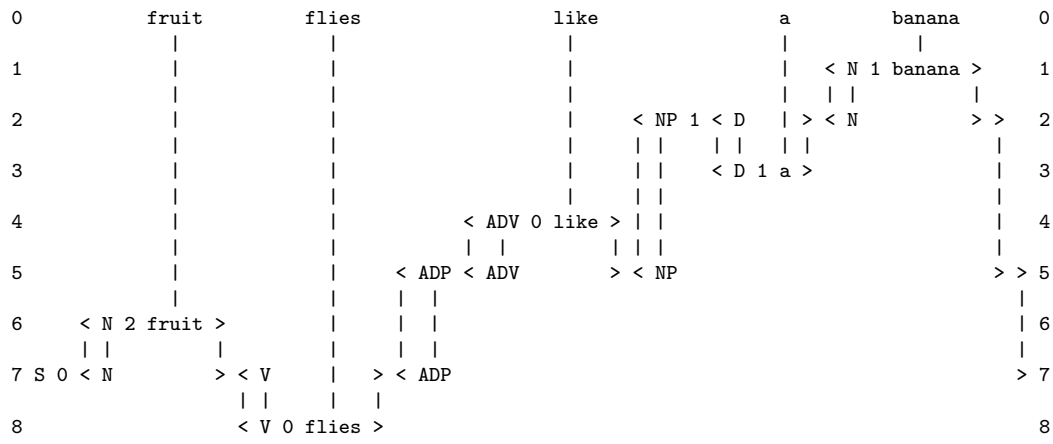 0 fruit flies like a banana 0
| | | | |
1 | | | | < N 1 banana > 1
| | | | | | |
2 | | | < NP 1 < D | > < N > > 2
| | | | | | | | | |
3 | | | | | < D 1 a > | 3
| | | | | |
4 | | < ADV 0 like > | | | 4
| | | | | | | |
5 | | < ADP < ADV > < NP > > 5
| | | | |
6 < N 2 fruit > | | | | 6
| | | | | | |
7 S 0 < N > < V | > < ADP > 7
| | | |
8 < V 0 flies > 8